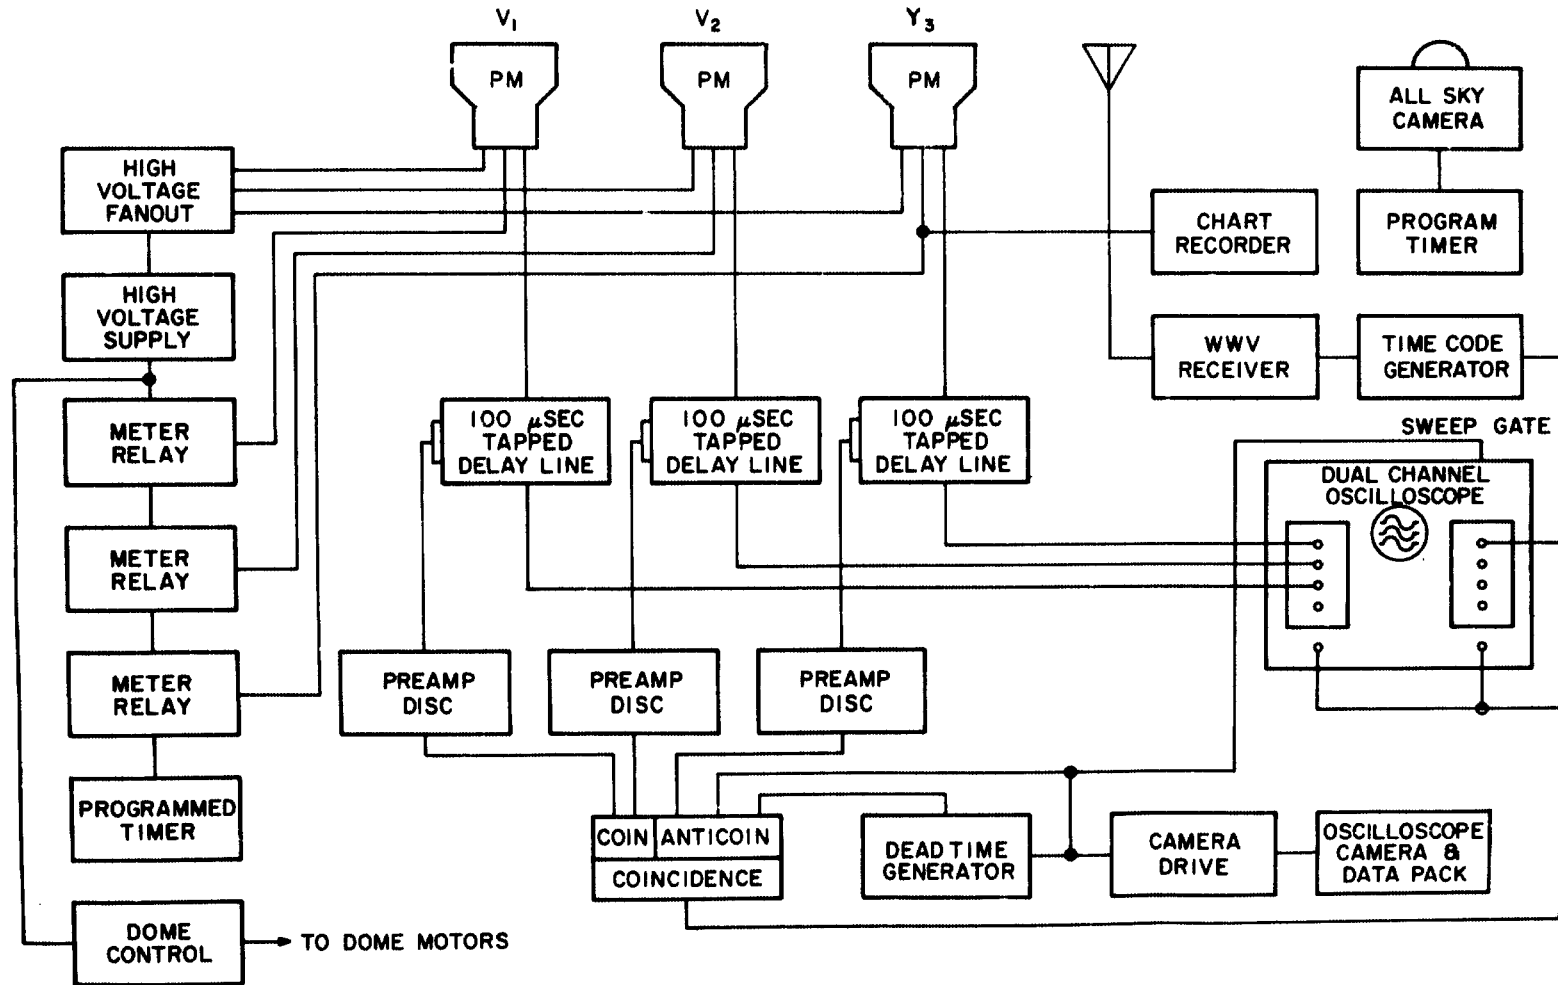 V1
V2
Y3
PM
PM
PM
ALL SKY
CAMERA
HIGH
VOLTAGE
FANOUT
CHART
RECORDER
PROGRAM
TIMER
HIGH
VOLTAGE
SUPPLY
WWV
RECEIVER
TIME CODE
GENERATOR
METER
RELAY
100 μSEC
TAPPED
DELAY LINE
100 μSEC
TAPPED
DELAY LINE
100 μSEC
TAPPED
DELAY LINE
SWEEP GATE
DUAL CHANNEL
OSCILLOSCOPE
METER
RELAY
METER
RELAY
PREAMP
DISC
PREAMP
DISC
PREAMP
DISC
PROGRAMMED
TIMER
COIN
ANTICOIN
COINCIDENCE
DEAD TIME
GENERATOR
CAMERA
DRIVE
OSCILLOSCOPE
CAMERA &
DATA PACK
DOME
CONTROL
TO DOME MOTORS